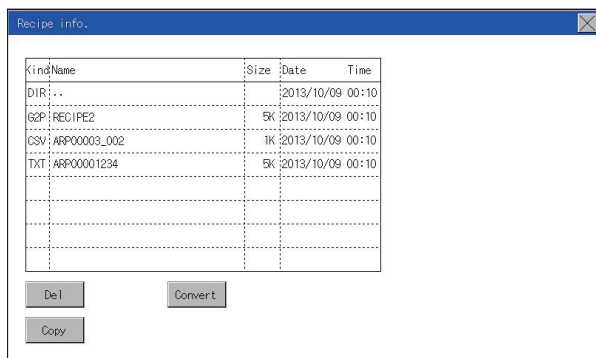 Recipe info.
Kind Name Size Date Time
DIR .. 2013/10/09 00:10
G2P RECIPE2 5K 2013/10/09 00:10
CSV ARP00003_002 1K 2013/10/09 00:10
TXT ARP00001234 5K 2013/10/09 00:10
Del Convert
Copy